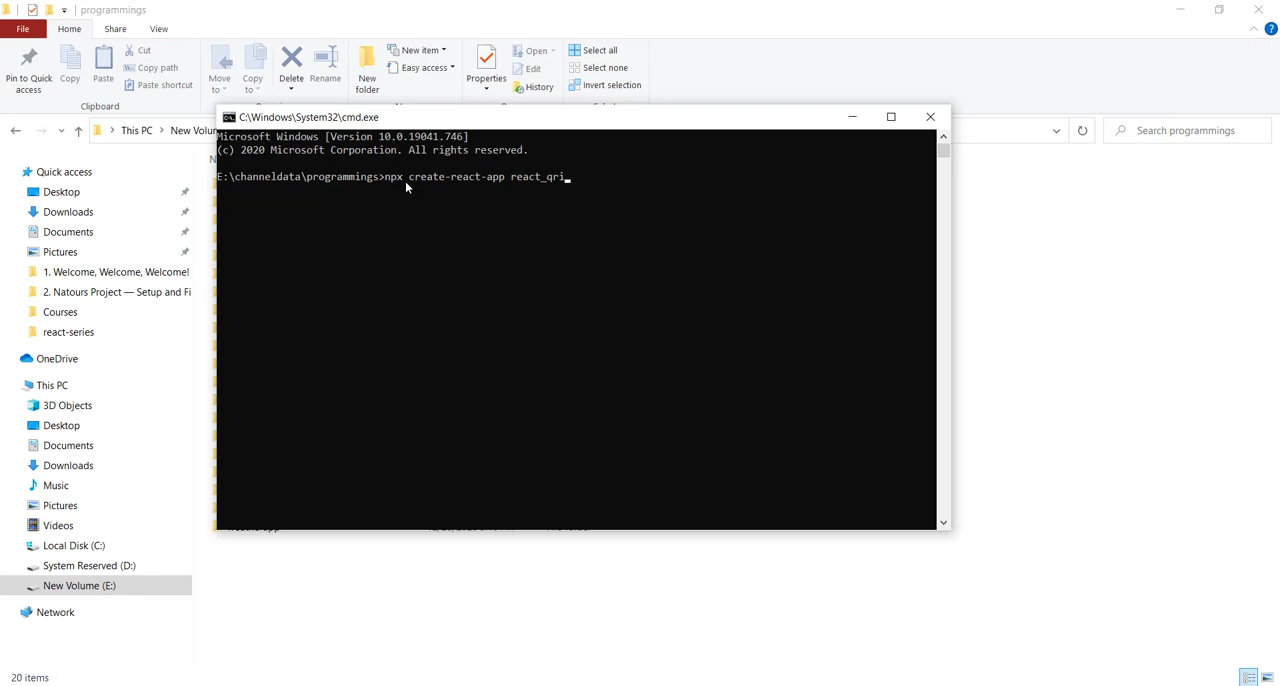 programmings
File Home Share View
Pin to Quick access
Copy
Paste
Cut
Copy path
Paste shortcut
Clipboard
Move to
Copy to
Delete
Rename
New folder
New item
Easy access
Properties
Open
Edit
History
Select all
Select none
Invert selection
This PC New
Search programmings
C:\Windows\System32\cmd.exe
Microsoft Windows [Version 10.0.19041.746]
(c) 2020 Microsoft Corporation. All rights reserved.
E:\channeldata\programmings>npx create-react-app react_qri_
Quick access
Desktop
Downloads
Documents
Pictures
1. Welcome, Welcome, Welcome!
2. Natours Project — Setup and Fi
Courses
react-series
OneDrive
This PC
3D Objects
Desktop
Documents
Downloads
Music
Pictures
Videos
Local Disk (C:)
System Reserved (D:)
New Volume (E:)
Network
20 items